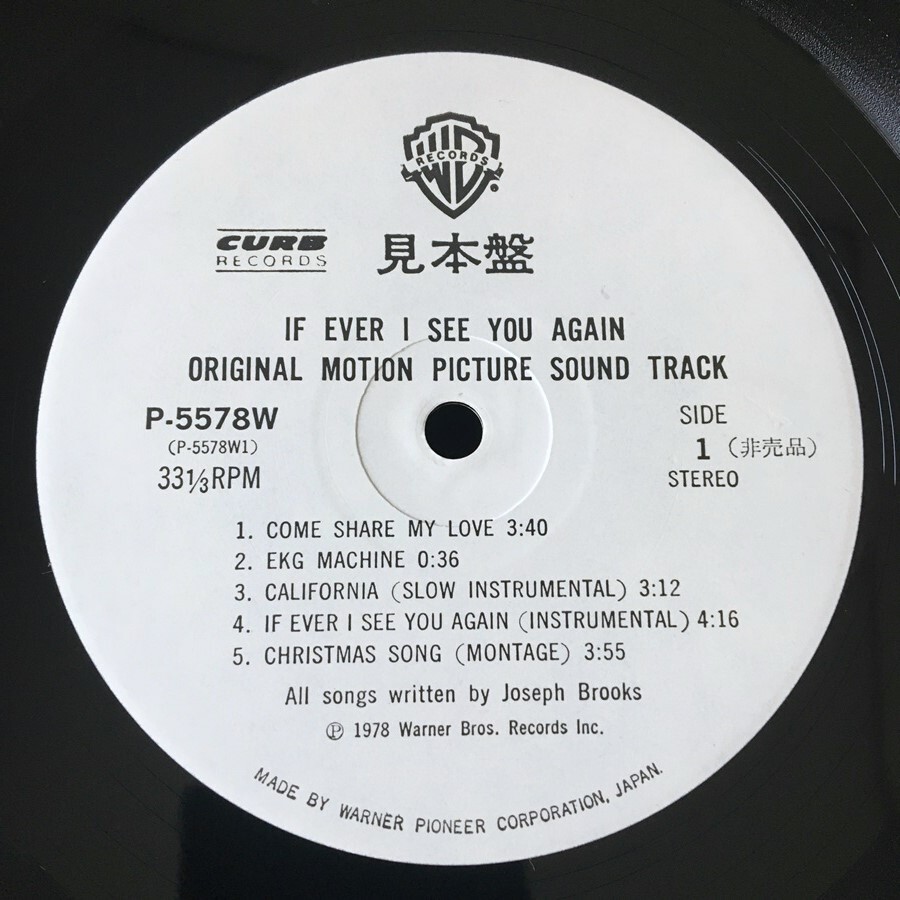 WB RECORDS
CURB
RECORDS
見本盤
IF EVER I SEE YOU AGAIN
ORIGINAL MOTION PICTURE SOUND TRACK
P-5578W
(P-5578W1)
33⅓RPM
SIDE
1 (非売品)
STEREO
1. COME SHARE MY LOVE 3:40
2. EKG MACHINE 0:36
3. CALIFORNIA (SLOW INSTRUMENTAL) 3:12
4. IF EVER I SEE YOU AGAIN (INSTRUMENTAL) 4:16
5. CHRISTMAS SONG (MONTAGE) 3:55
All songs written by Joseph Brooks
℗ 1978 Warner Bros. Records Inc.
MADE BY WARNER PIONEER CORPORATION, JAPAN.